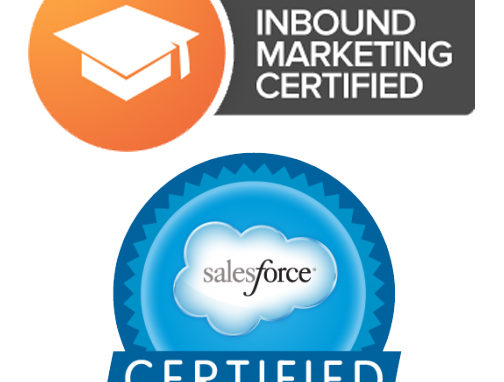 INBOUND
MARKETING
CERTIFIED
salesforce
CERTIFIED